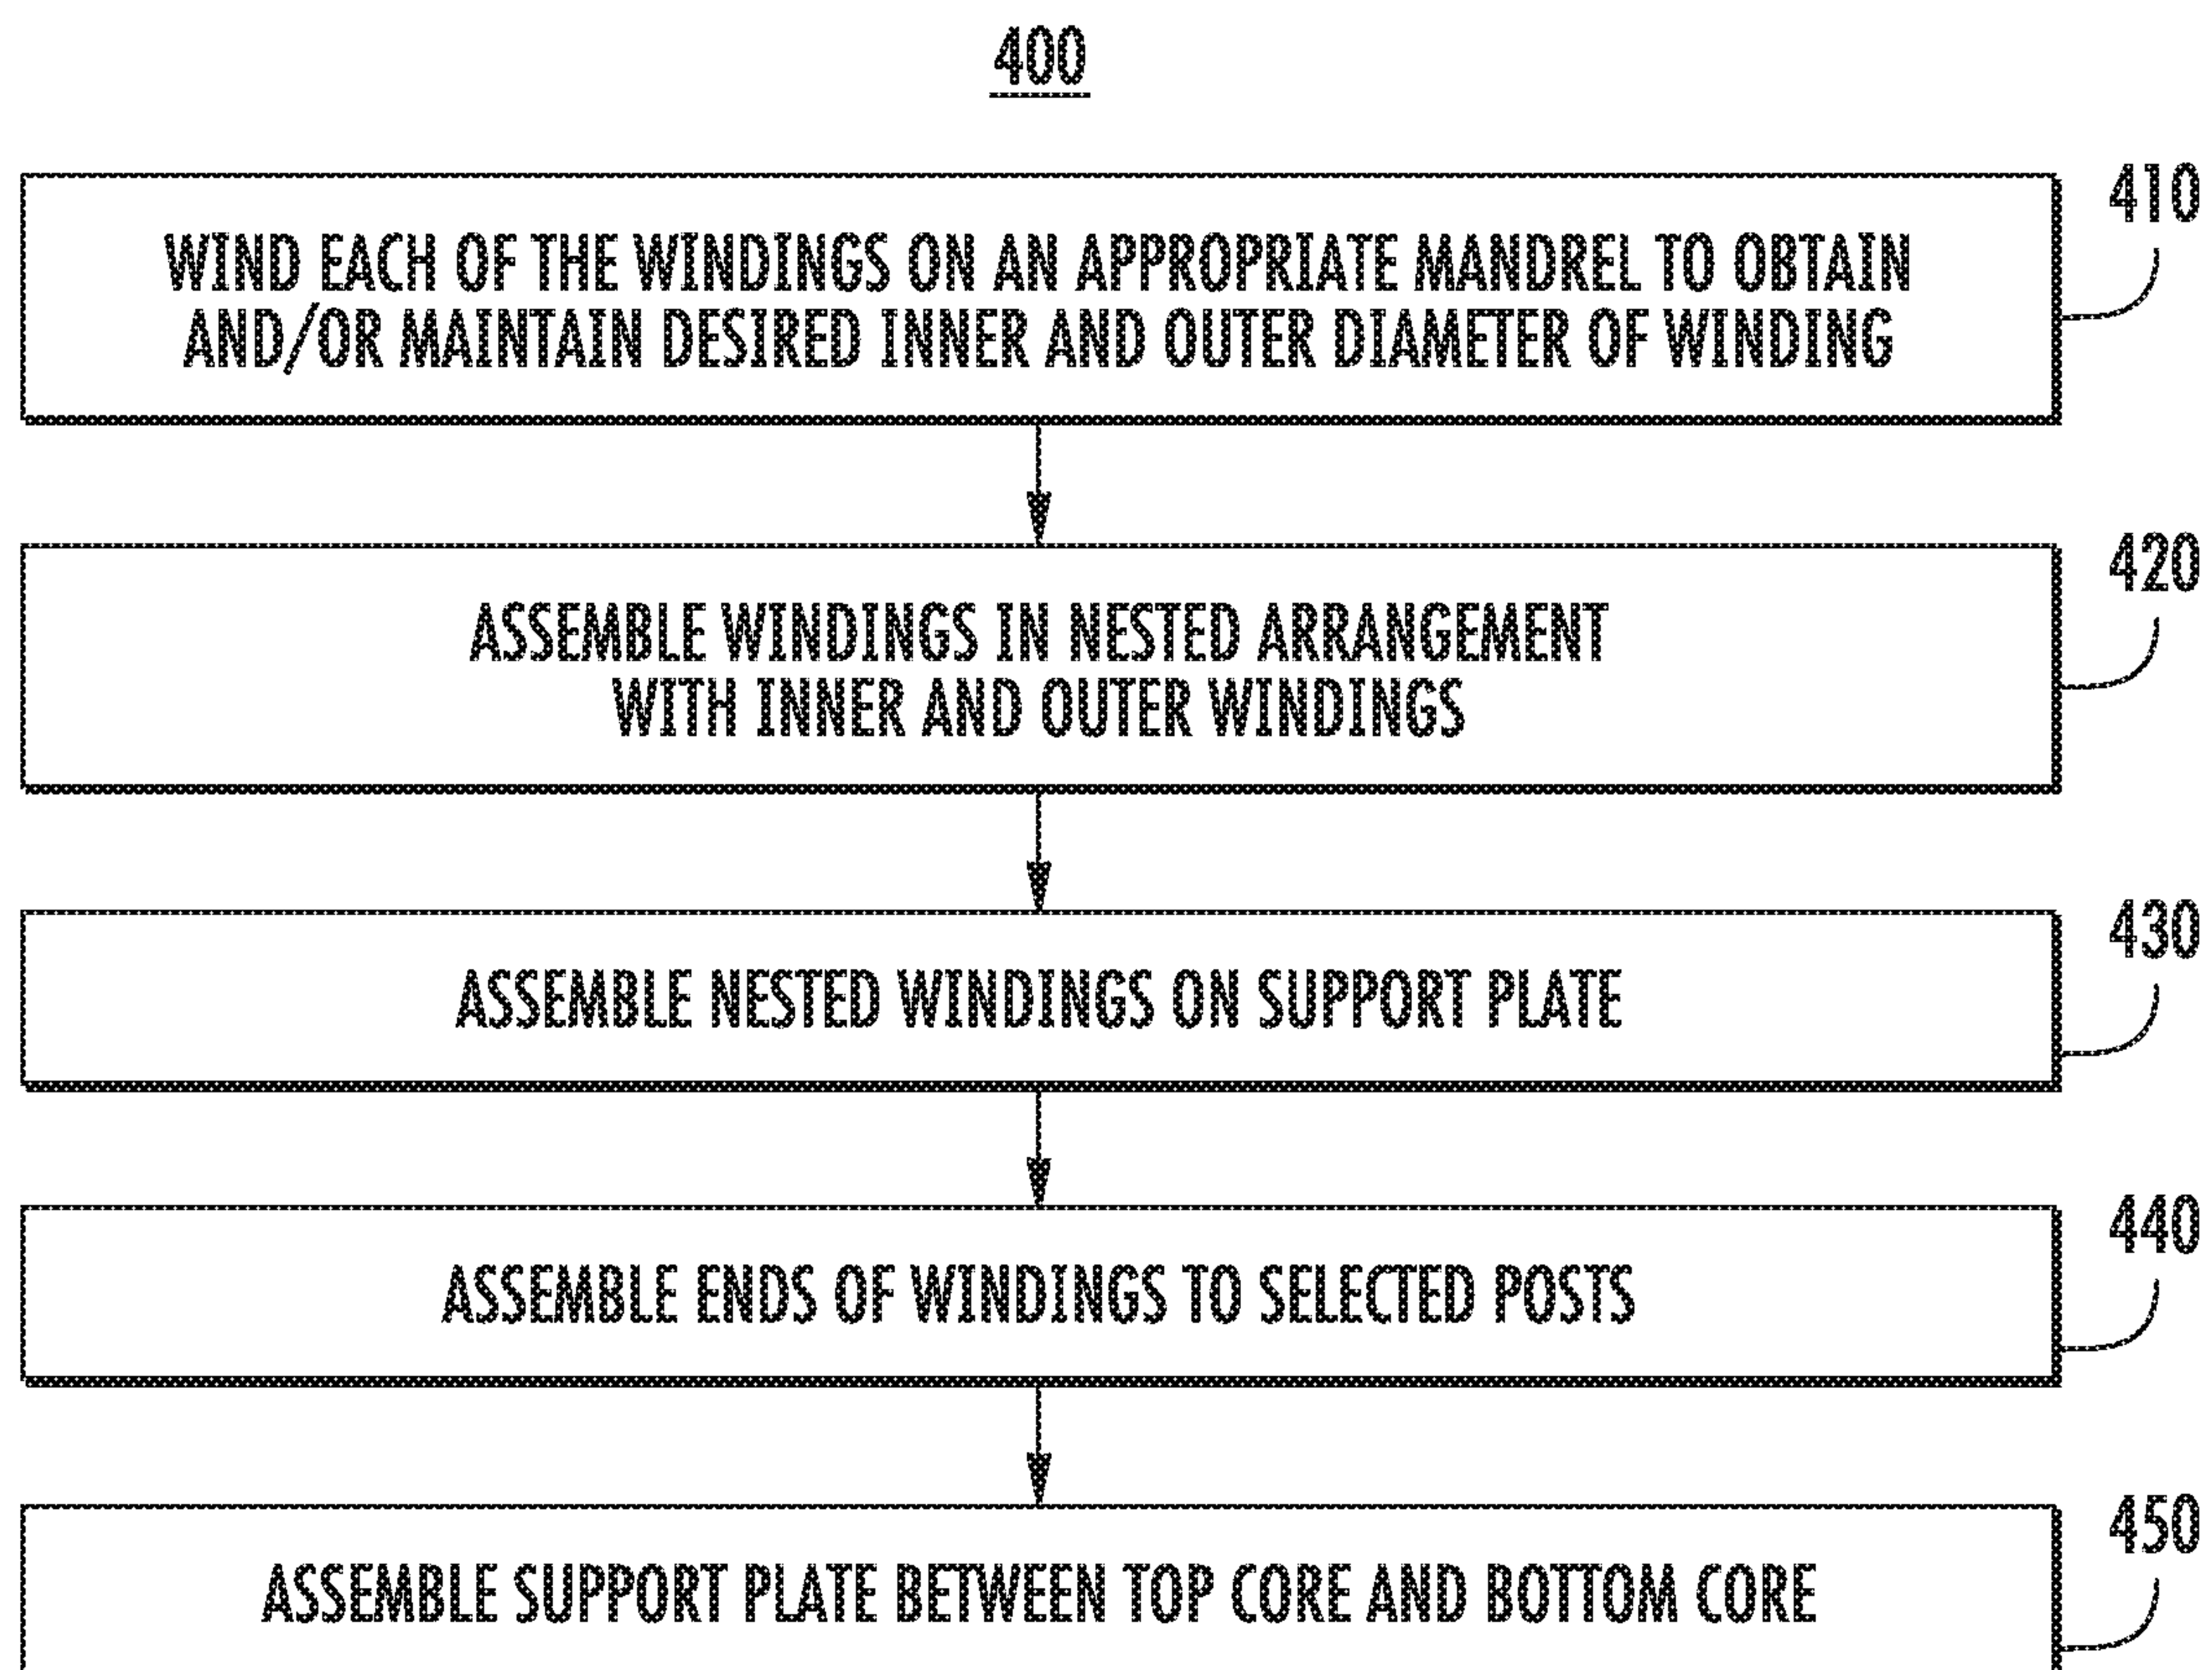 400
410
WIND EACH OF THE WINDINGS ON AN APPROPRIATE MANDREL TO OBTAIN
AND/OR MAINTAIN DESIRED INNER AND OUTER DIAMETER OF WINDING
420
ASSEMBLE WINDINGS IN NESTED ARRANGEMENT
WITH INNER AND OUTER WINDINGS
430
ASSEMBLE NESTED WINDINGS ON SUPPORT PLATE
440
ASSEMBLE ENDS OF WINDINGS TO SELECTED POSTS
450
ASSEMBLE SUPPORT PLATE BETWEEN TOP CORE AND BOTTOM CORE